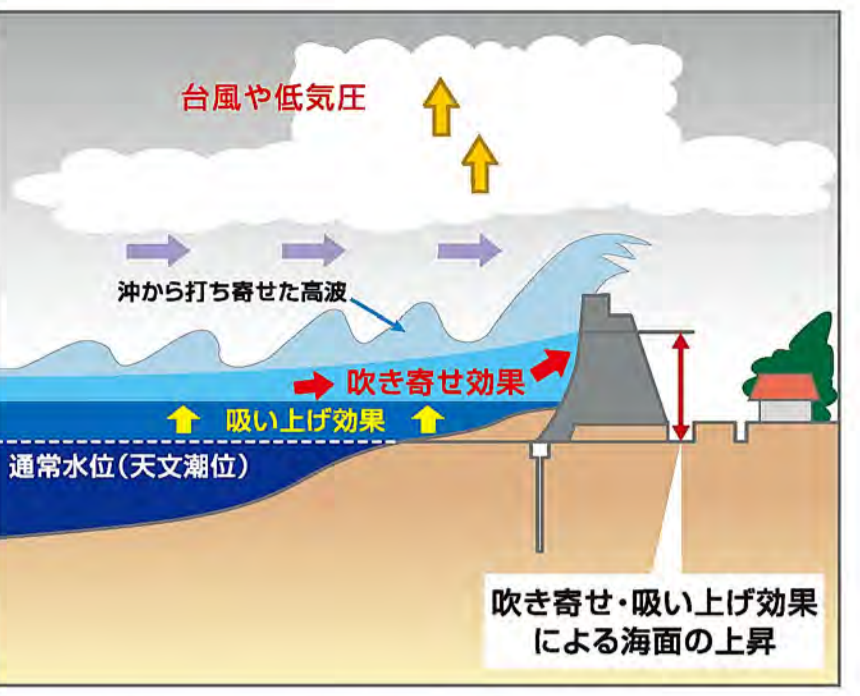 台風や低気圧
沖から打ち寄せた高波
吹き寄せ効果
吸い上げ効果
通常水位(天文潮位)
吹き寄せ・吸い上げ効果
による海面の上昇